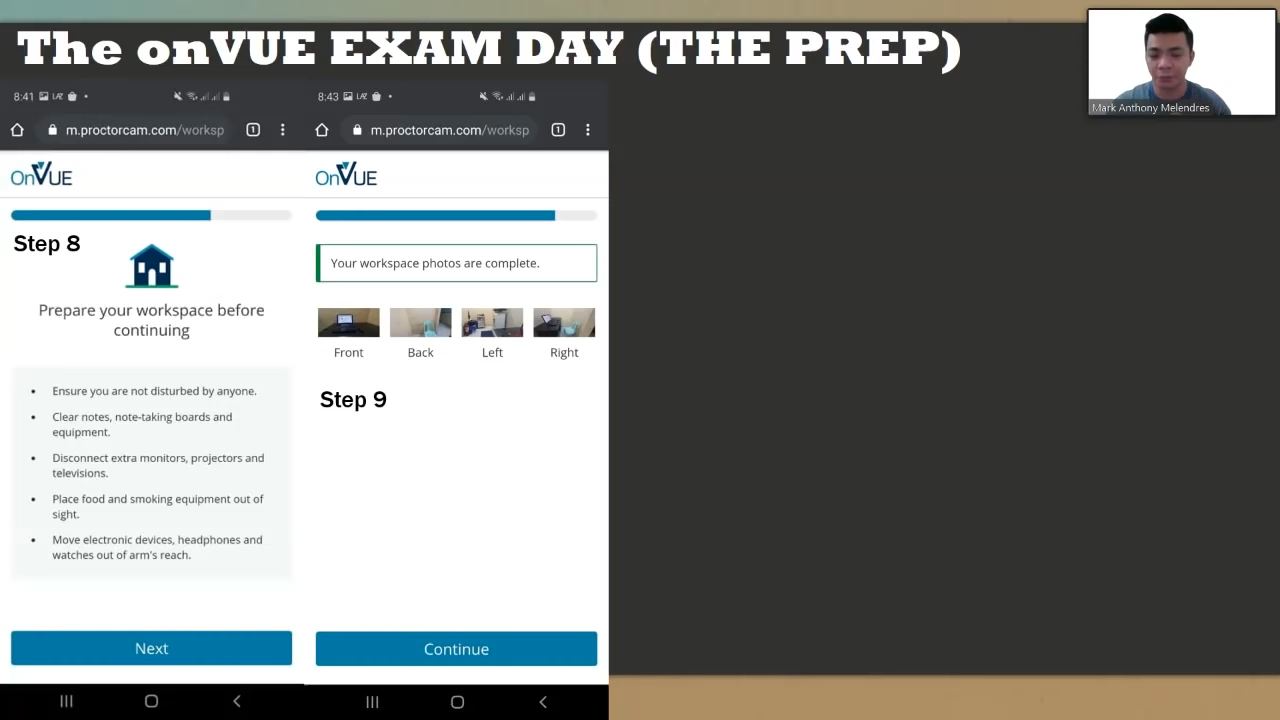 The onVUE EXAM DAY (THE PREP)
Mark Anthony Melendres
8:41
m.proctorcam.com/worksp
1
OnVUE
Step 8
Prepare your workspace before
continuing
• Ensure you are not disturbed by anyone.
• Clear notes, note-taking boards and
equipment.
• Disconnect extra monitors, projectors and
televisions.
• Place food and smoking equipment out of
sight.
• Move electronic devices, headphones and
watches out of arm's reach.
Next
8:43
m.proctorcam.com/worksp
1
OnVUE
Your workspace photos are complete.
Front Back Left Right
Step 9
Continue